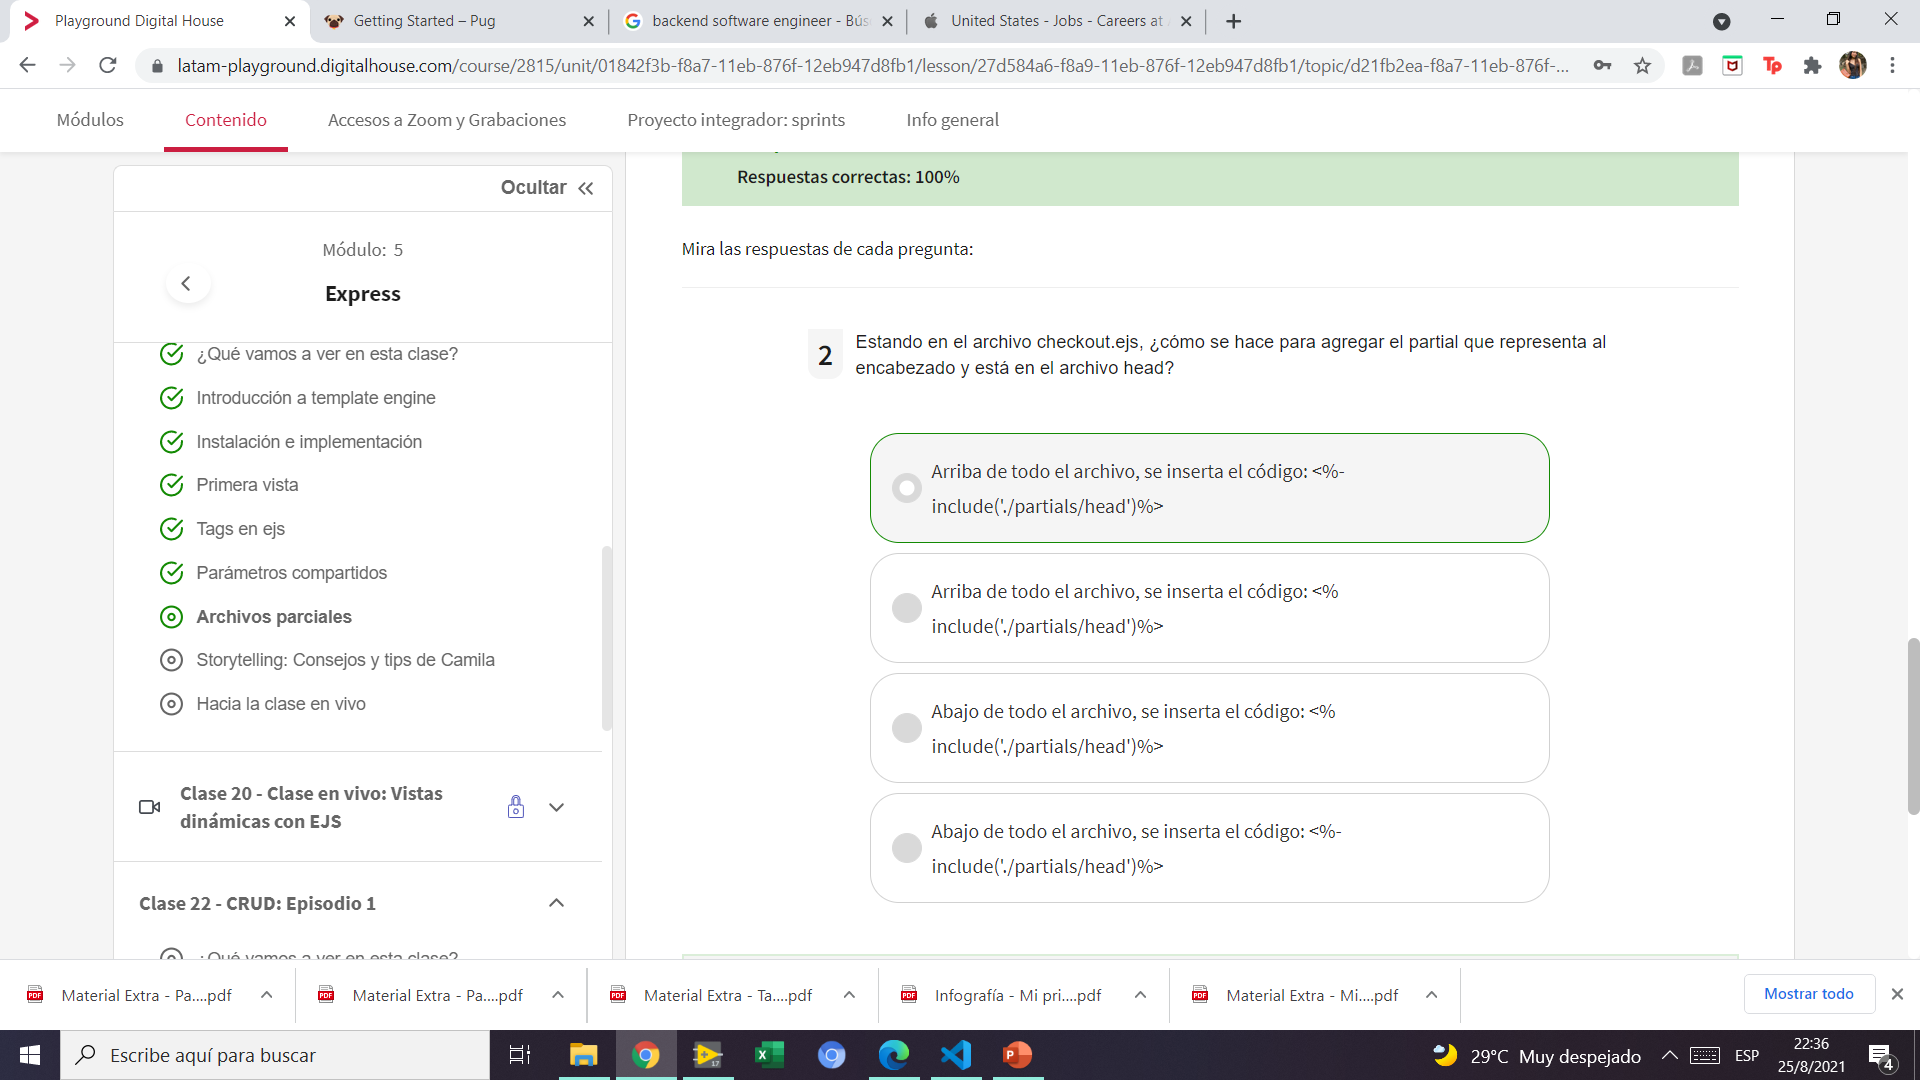 Playground Digital House
Getting Started – Pug
backend software engineer - Bús
United States - Jobs - Careers at
latam-playground.digitalhouse.com/course/2815/unit/01842f3b-f8a7-11eb-876f-12eb947d8fb1/lesson/27d584a6-f8a9-11eb-876f-12eb947d8fb1/topic/d21fb2ea-f8a7-11eb-876f-...
Módulos
Contenido
Accesos a Zoom y Grabaciones
Proyecto integrador: sprints
Info general
Ocultar
Módulo: 5
Express
¿Qué vamos a ver en esta clase?
Introducción a template engine
Instalación e implementación
Primera vista
Tags en ejs
Parámetros compartidos
Archivos parciales
Storytelling: Consejos y tips de Camila
Hacia la clase en vivo
Clase 20 - Clase en vivo: Vistas
dinámicas con EJS
Clase 22 - CRUD: Episodio 1
¿Qué vamos a ver en esta clase?
Respuestas correctas: 100%
Mira las respuestas de cada pregunta:
2
Estando en el archivo checkout.ejs, ¿cómo se hace para agregar el partial que representa al
encabezado y está en el archivo head?
Arriba de todo el archivo, se inserta el código: <%-
include('./partials/head')%>
Arriba de todo el archivo, se inserta el código: <%
include('./partials/head')%>
Abajo de todo el archivo, se inserta el código: <%
include('./partials/head')%>
Abajo de todo el archivo, se inserta el código: <%-
include('./partials/head')%>
Material Extra - Pa....pdf
Material Extra - Pa....pdf
Material Extra - Ta....pdf
Infografía - Mi pri....pdf
Material Extra - Mi....pdf
Mostrar todo
Escribe aquí para buscar
29°C Muy despejado
ESP
22:36
25/8/2021
4